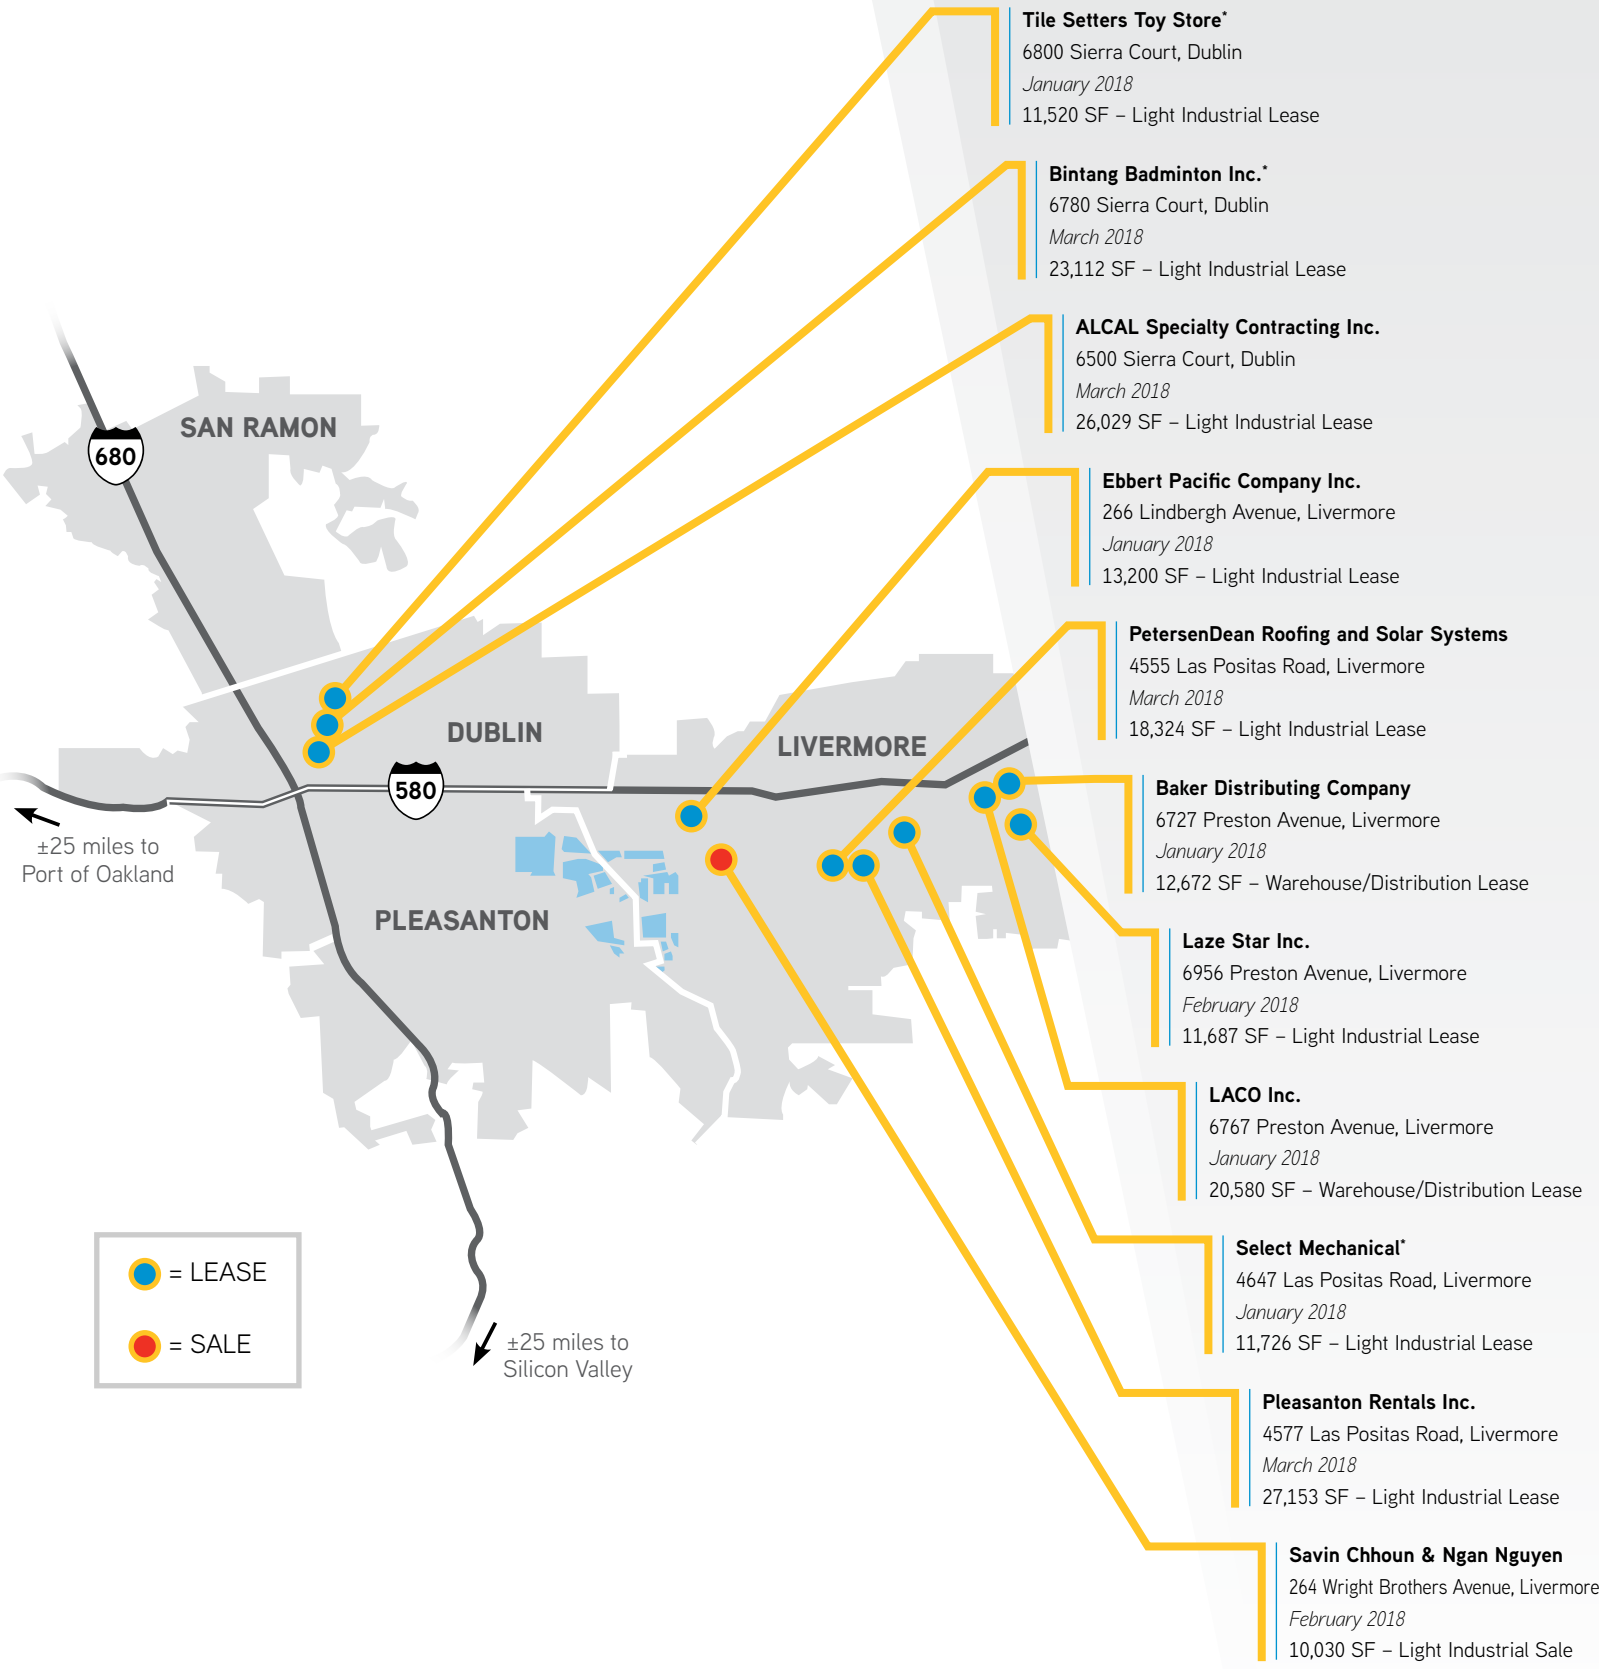 Tile Setters Toy Store*
6800 Sierra Court, Dublin
January 2018
11,520 SF – Light Industrial Lease
Bintang Badminton Inc.*
6780 Sierra Court, Dublin
March 2018
23,112 SF – Light Industrial Lease
ALCAL Specialty Contracting Inc.
6500 Sierra Court, Dublin
March 2018
26,029 SF – Light Industrial Lease
Ebbert Pacific Company Inc.
266 Lindbergh Avenue, Livermore
January 2018
13,200 SF – Light Industrial Lease
PetersenDean Roofing and Solar Systems
4555 Las Positas Road, Livermore
March 2018
18,324 SF – Light Industrial Lease
Baker Distributing Company
6727 Preston Avenue, Livermore
January 2018
12,672 SF – Warehouse/Distribution Lease
Laze Star Inc.
6956 Preston Avenue, Livermore
February 2018
11,687 SF – Light Industrial Lease
LACO Inc.
6767 Preston Avenue, Livermore
January 2018
20,580 SF – Warehouse/Distribution Lease
Select Mechanical*
4647 Las Positas Road, Livermore
January 2018
11,726 SF – Light Industrial Lease
Pleasanton Rentals Inc.
4577 Las Positas Road, Livermore
March 2018
27,153 SF – Light Industrial Lease
Savin Chhoun & Ngan Nguyen
264 Wright Brothers Avenue, Livermore
February 2018
10,030 SF – Light Industrial Sale
SAN RAMON
680
DUBLIN
LIVERMORE
580
±25 miles to
Port of Oakland
PLEASANTON
= LEASE
= SALE
±25 miles to
Silicon Valley